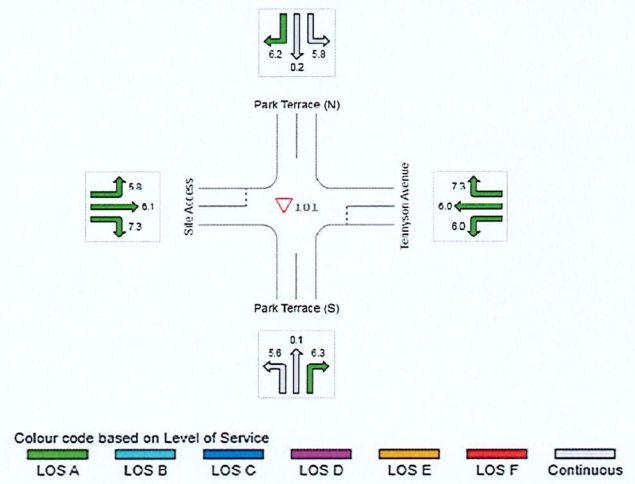 6.2 5.8
0.2
Park Terrace (N)
5.8
6.1
7.3
Site Access
101
Tennyson Avenue
7.3
6.0
6.0
Park Terrace (S)
0.1
5.6 6.3
Colour code based on Level of Service
LOS A LOS B LOS C LOS D LOS E LOS F Continuous